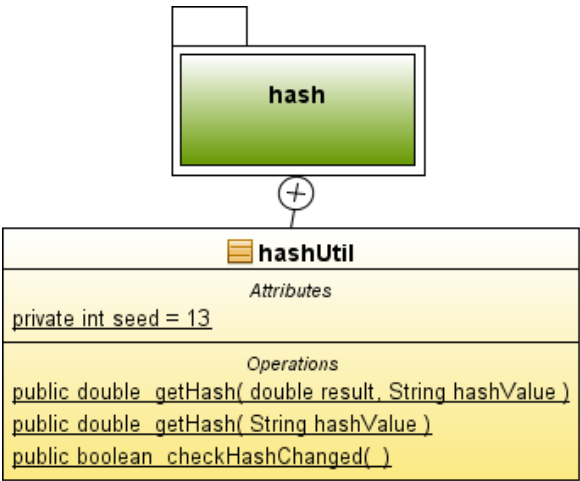 hash
hashUtil
Attributes
private int seed = 13
Operations
public double getHash( double result, String hashValue )
public double getHash( String hashValue )
public boolean checkHashChanged( )